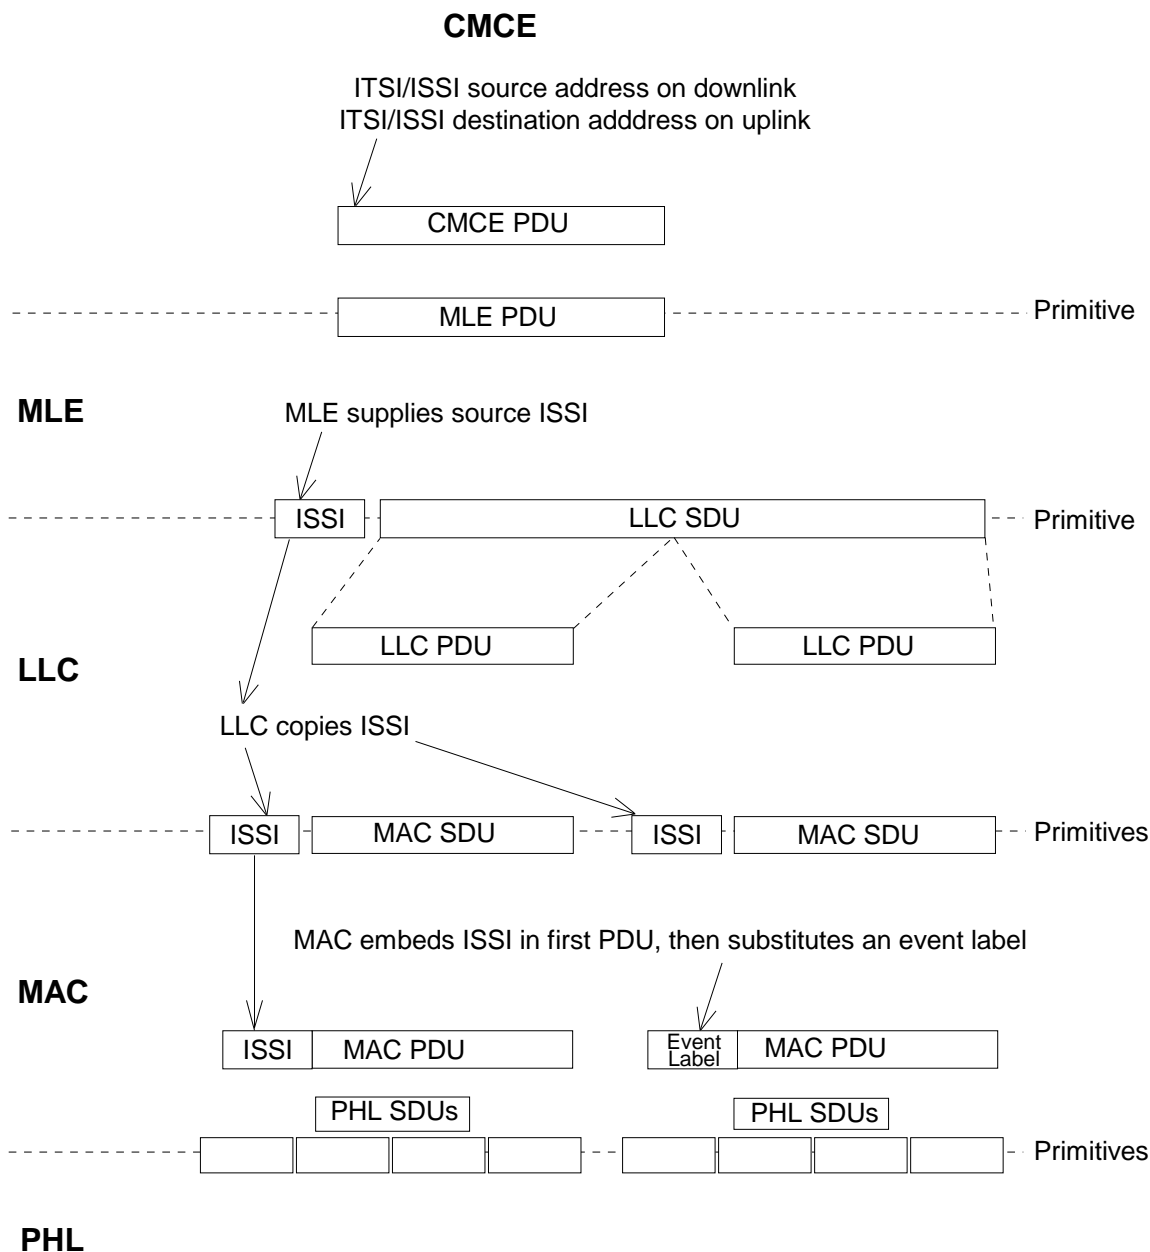 CMCE
ITSI/ISSI source address on downlink
ITSI/ISSI destination adddress on uplink
CMCE PDU
MLE PDU
Primitive
MLE
MLE supplies source ISSI
ISSI
LLC SDU
Primitive
LLC PDU
LLC PDU
LLC
LLC copies ISSI
ISSI
MAC SDU
ISSI
MAC SDU
Primitives
MAC embeds ISSI in first PDU, then substitutes an event label
MAC
ISSI
MAC PDU
Event
Label
MAC PDU
PHL SDUs
PHL SDUs
Primitives
PHL